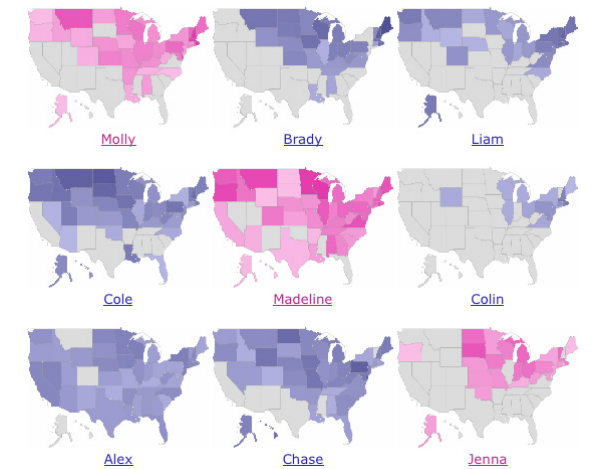 Molly
Brady
Liam
Cole
Madeline
Colin
Alex
Chase
Jenna